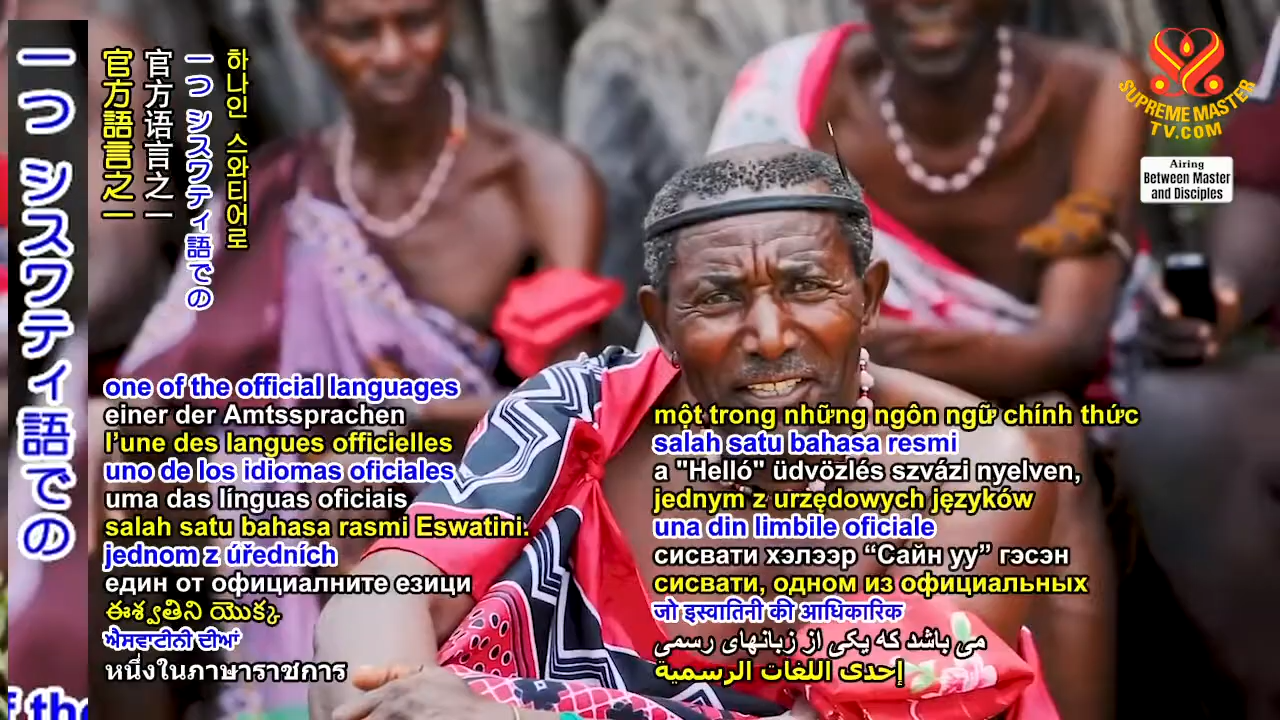 一つ シスワティ語での
官方語言之一
官方语言之一
一つ シスワティ語での
하나인 스와티어로
SUPREME MASTER
TV.COM
Airing
Between Master
and Disciples
one of the official languages
einer der Amtssprachen
l’une des langues officielles
uno de los idiomas oficiales
uma das línguas oficiais
salah satu bahasa rasmi Eswatini.
jednom z úředních
един от официалните езици
ఈశ్వతిని యొక్క
ਐਸਵਾਟੀਨੀ ਦੀਆਂ
หนึ่งในภาษาราชการ
một trong những ngôn ngữ chính thức
salah satu bahasa resmi
a "Helló" üdvözlés szvázi nyelven,
jednym z urzędowych języków
una din limbile oficiale
сисвати хэлээр “Сайн уу” гэсэн
сисвати, одном из официальных
जो इस्वातिनी की आधिकारिक
می باشد که یکی از زبانهای رسمی
إحدى اللغات الرسمية
f the